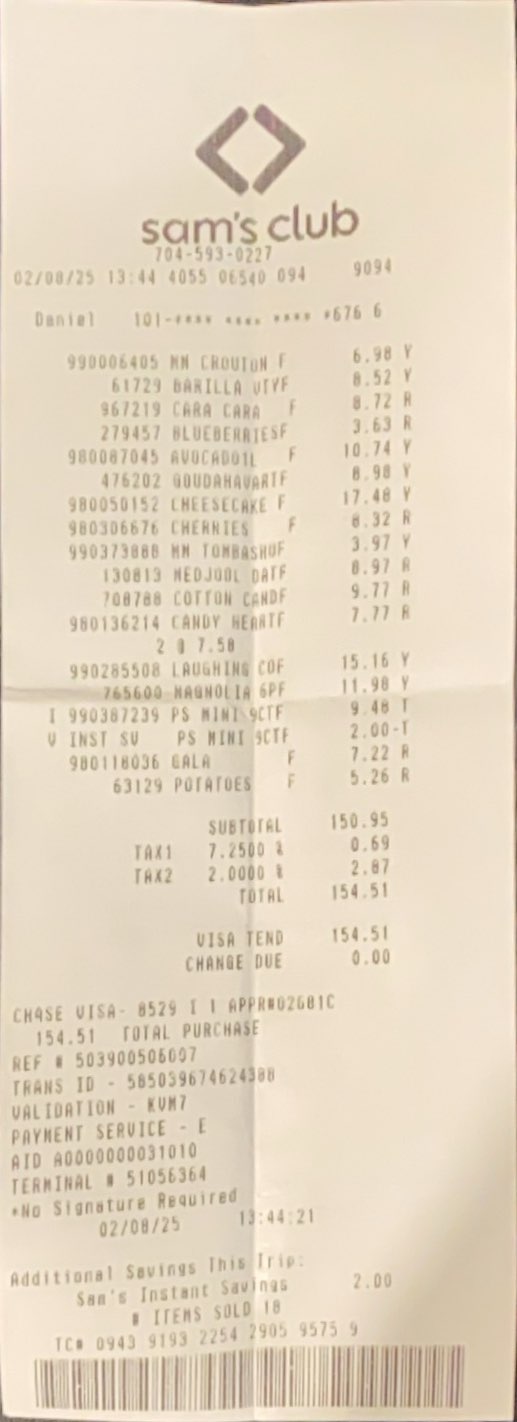 sam's club
704-593-0227
02/08/25 13:44 4055 06540 094 9094
Daniel 101-**** **** **** *676 6
990006405 MM CROUTON F 6.98 Y
61729 BARILLA VTYF 8.52 Y
967219 CARA CARA F 8.72 R
279457 BLUEBERRIESF 3.63 R
980087045 AVOCADOIL F 10.74 Y
476202 GOUDAHAVARTF 8.98 Y
980050152 CHEESECAKE F 17.48 Y
980306676 CHERRIES F 8.32 R
990373888 MM TOMBASHUF 3.97 Y
130813 MEDJOOL DATF 8.97 R
708788 COTTON CANDF 9.77 R
980136214 CANDY HEARTF 7.77 R
2 @ 7.58
990285508 LAUGHING COF 15.16 Y
765600 MAGNOLIA 6PF 11.98 Y
I 990387239 PS MINI 9CTF 9.48 T
V INST SV PS MINI 9CTF 2.00-T
980118036 GALA F 7.22 R
63129 POTATOES F 5.26 R
SUBTOTAL 150.95
TAX1 7.2500 % 0.69
TAX2 2.0000 % 2.87
TOTAL 154.51
VISA TEND 154.51
CHANGE DUE 0.00
CHASE VISA- 8529 I 1 APPR#02681C
154.51 TOTAL PURCHASE
REF # 503900506007
TRANS ID - 585039674624388
VALIDATION - KVM7
PAYMENT SERVICE - E
AID A0000000031010
TERMINAL # 51056364
*No Signature Required
02/08/25 13:44:21
Additional Savings This Trip:
Sam's Instant Savings 2.00
# ITEMS SOLD 18
TC# 0943 9193 2254 2905 9575 9